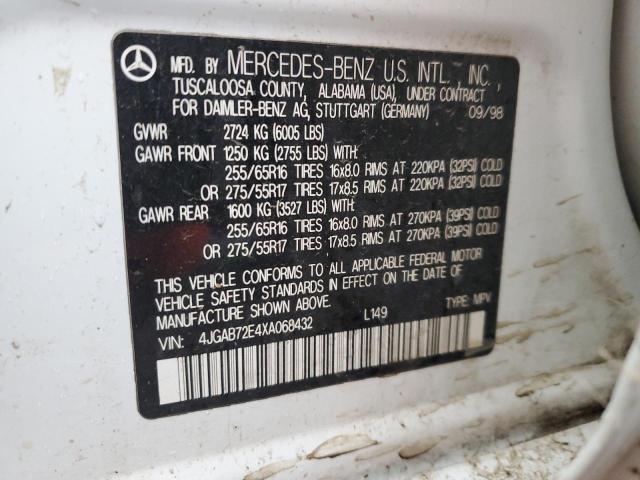 MFD. BY MERCEDES-BENZ U.S. INTL., INC.,
TUSCALOOSA COUNTY, ALABAMA (USA), UNDER CONTRACT
FOR DAIMLER-BENZ AG, STUTTGART (GERMANY) 09/98
GVWR 2724 KG (6005 LBS)
GAWR FRONT 1250 KG (2755 LBS) WITH:
255/65R16 TIRES 16x8.0 RIMS AT 220KPA (32PSI) COLD
OR 275/55R17 TIRES 17x8.5 RIMS AT 220KPA (32PSI) COLD
GAWR REAR 1600 KG (3527 LBS) WITH:
255/65R16 TIRES 16x8.0 RIMS AT 270KPA (39PSI) COLD
OR 275/55R17 TIRES 17x8.5 RIMS AT 270KPA (39PSI) COLD
THIS VEHICLE CONFORMS TO ALL APPLICABLE FEDERAL MOTOR
VEHICLE SAFETY STANDARDS IN EFFECT ON THE DATE OF
MANUFACTURE SHOWN ABOVE.
VIN: 4JGAB72E4XA068432 L149 TYPE: MPV